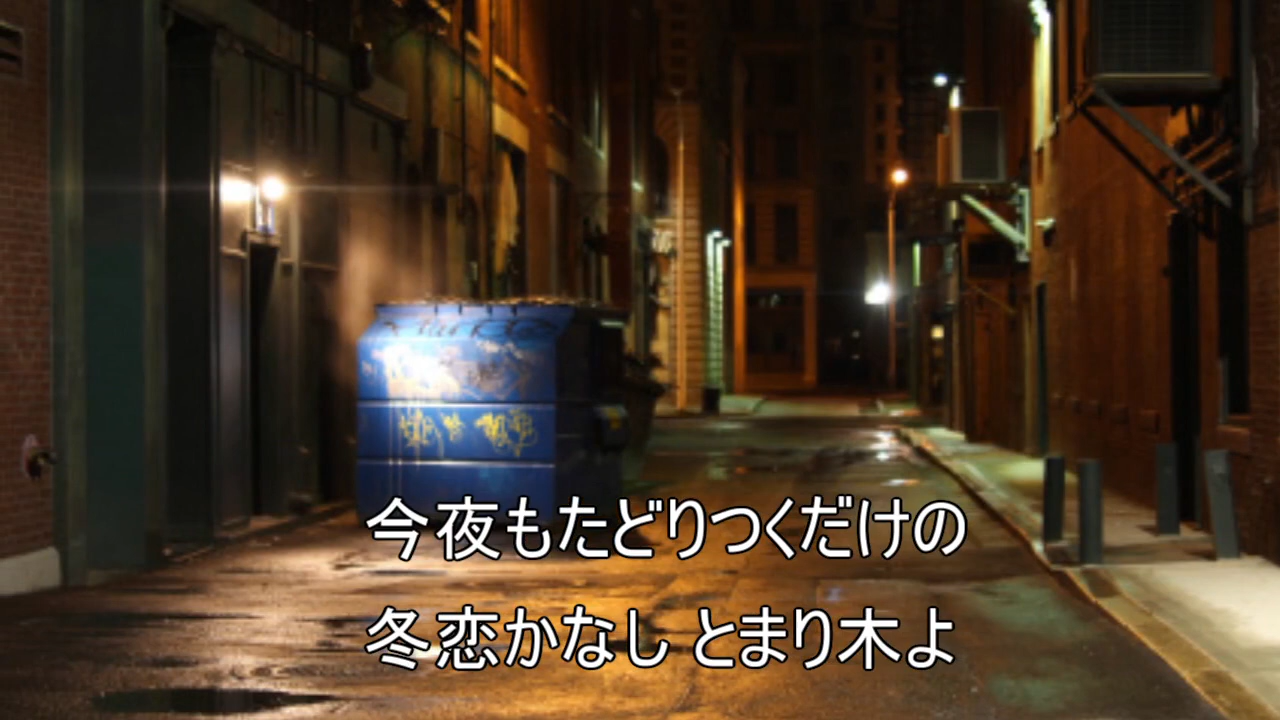 今夜もたどりつくだけの
冬恋かなし とまり木よ